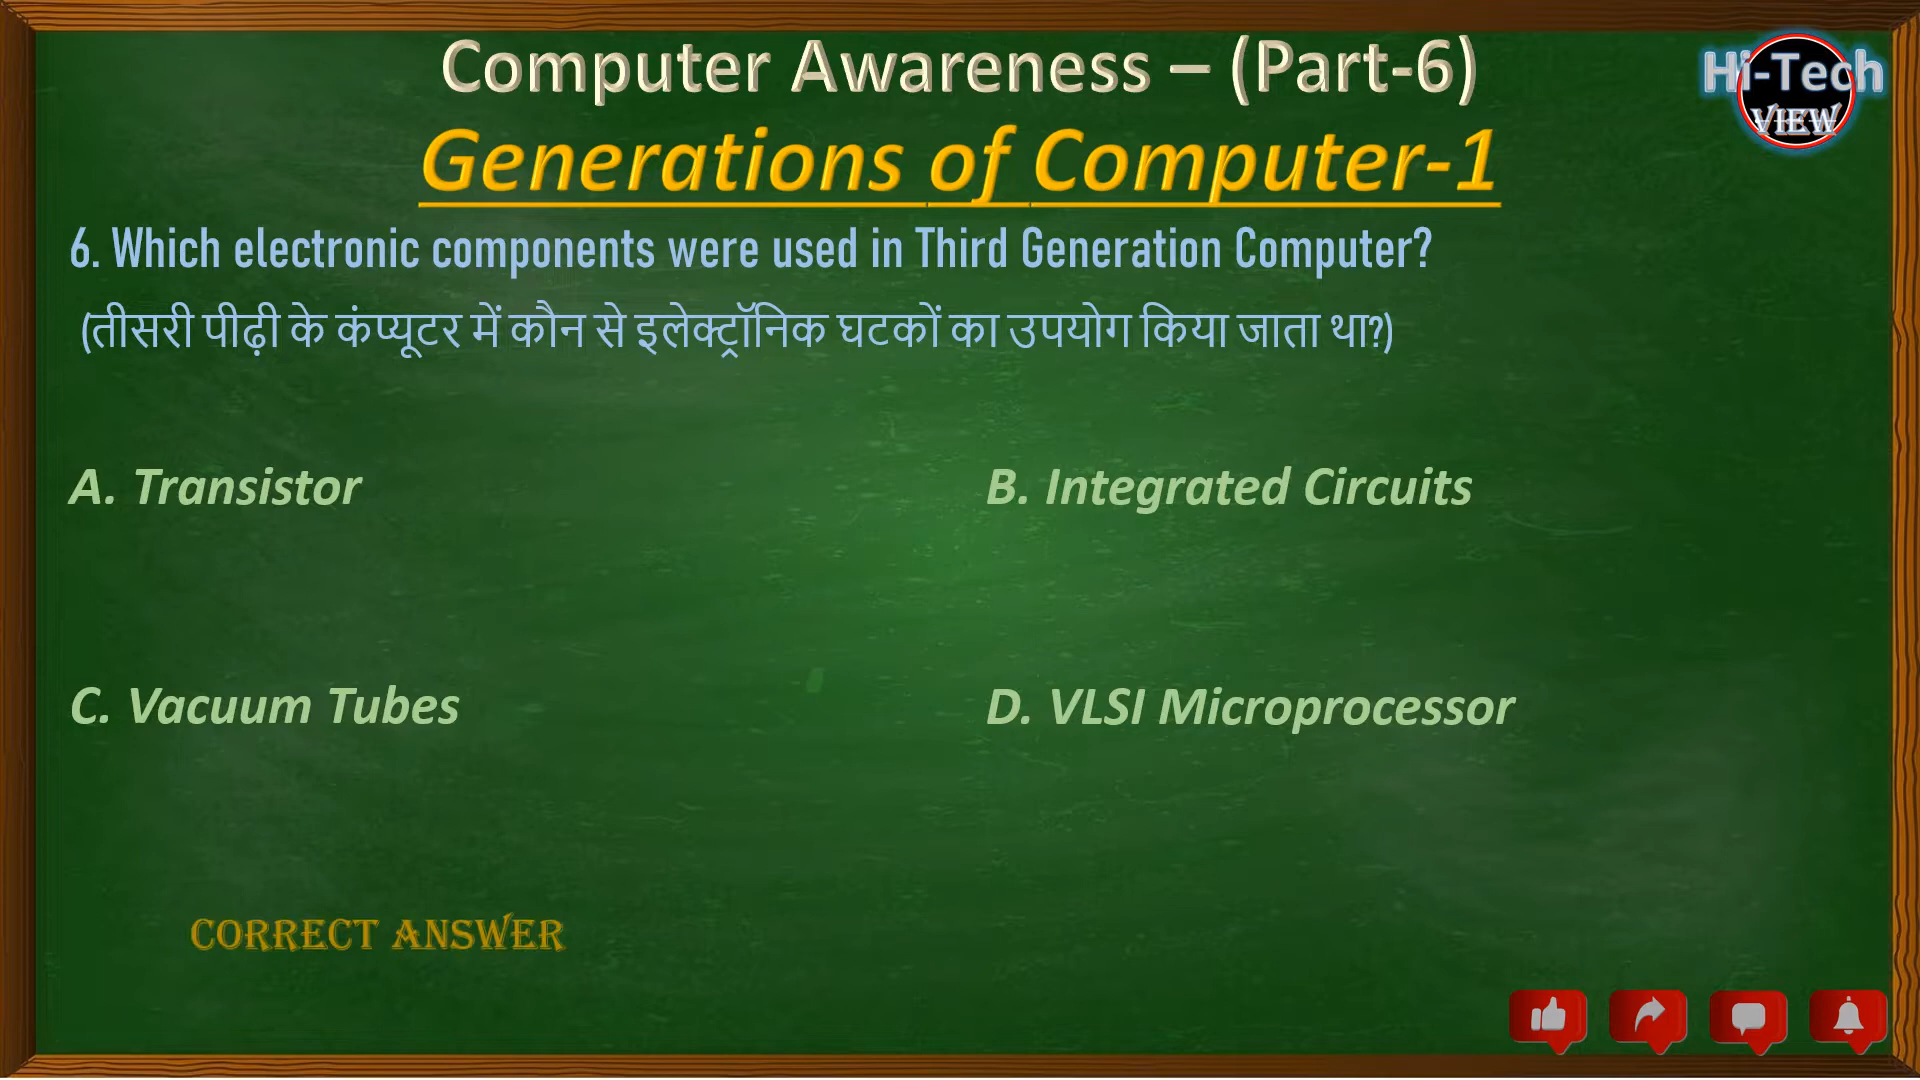 Computer Awareness – (Part-6)
Hi-Tech
VIEW
Generations of Computer-1
6. Which electronic components were used in Third Generation Computer?
(तीसरी पीढ़ी के कंप्यूटर में कौन से इलेक्ट्रॉनिक घटकों का उपयोग किया जाता था?)
A. Transistor
B. Integrated Circuits
C. Vacuum Tubes
D. VLSI Microprocessor
CORRECT ANSWER